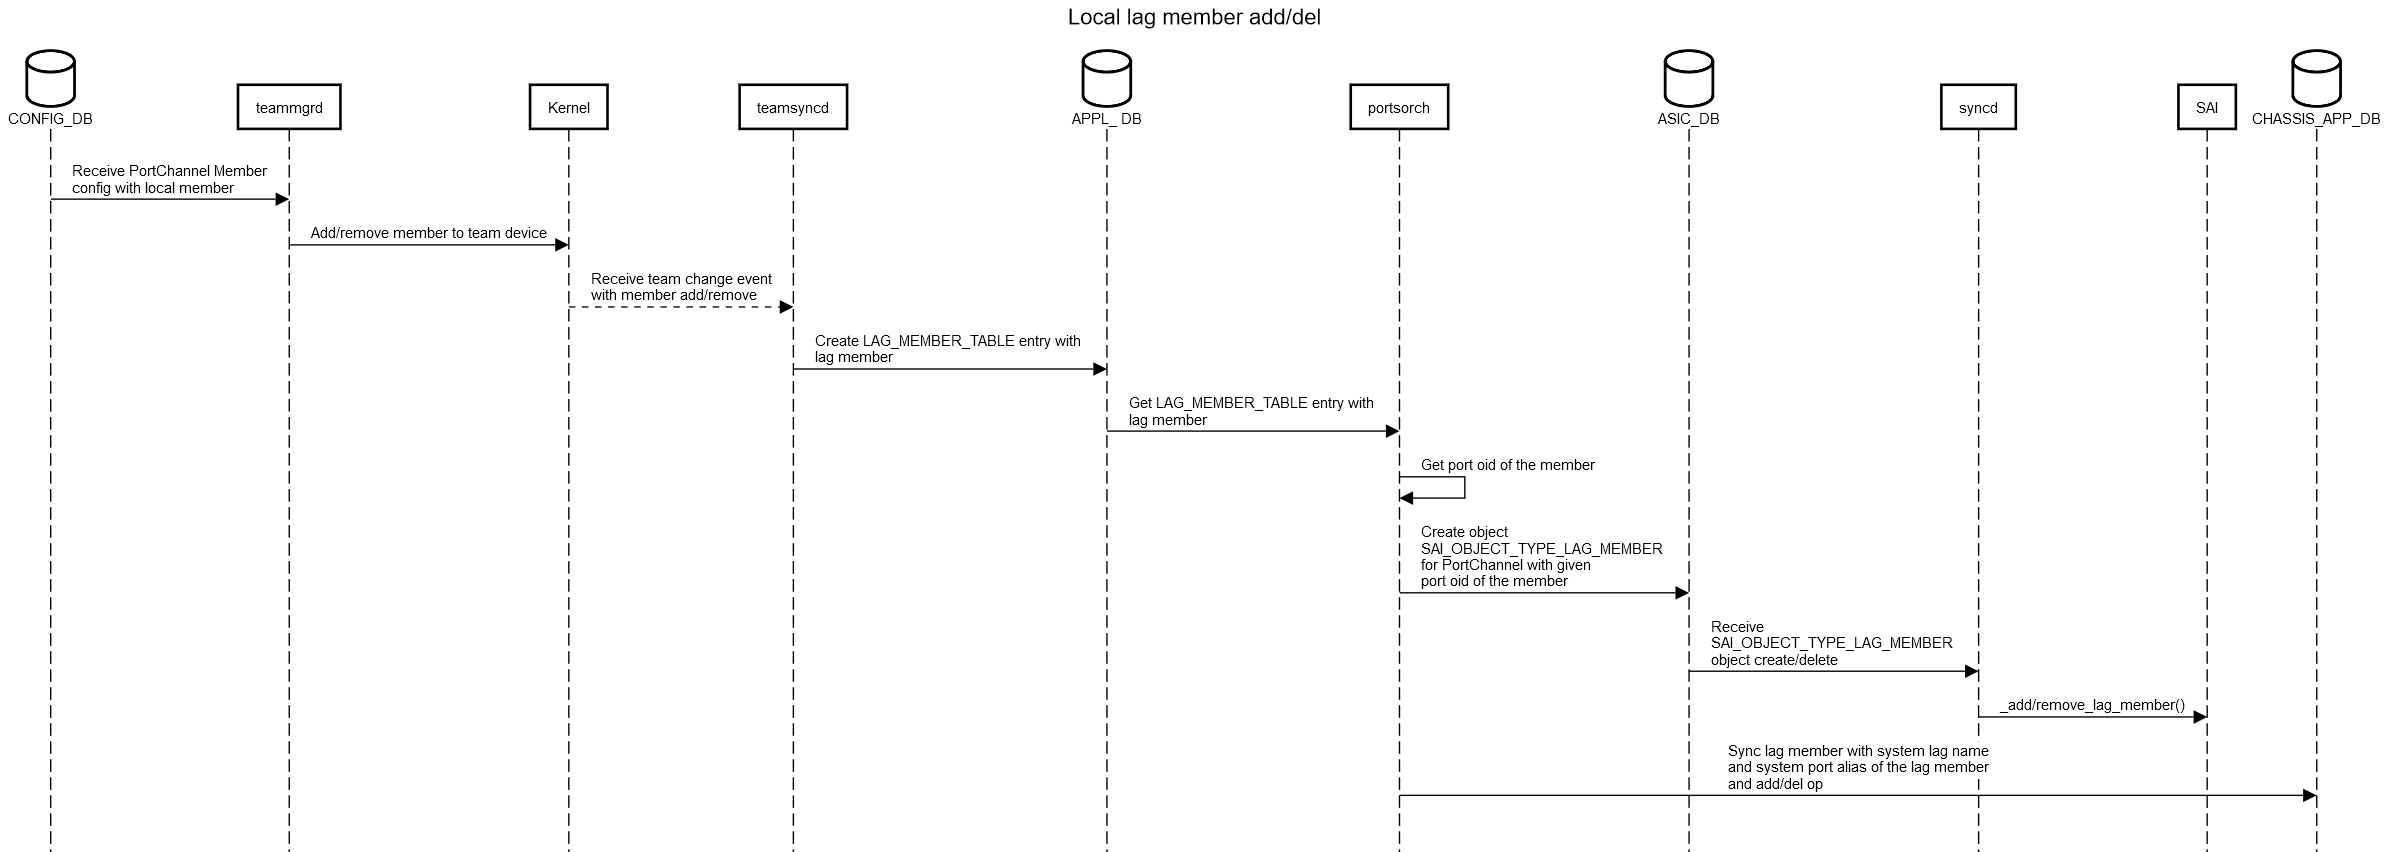 Local lag member add/del
CONFIG_DB
teammgrd
Kernel
teamsyncd
APPL_ DB
portsorch
ASIC_DB
syncd
SAI
CHASSIS_APP_DB
Receive PortChannel Member
config with local member
Add/remove member to team device
Receive team change event
with member add/remove
Create LAG_MEMBER_TABLE entry with
lag member
Get LAG_MEMBER_TABLE entry with
lag member
Get port oid of the member
Create object
SAI_OBJECT_TYPE_LAG_MEMBER
for PortChannel with given
port oid of the member
Receive
SAI_OBJECT_TYPE_LAG_MEMBER
object create/delete
_add/remove_lag_member()
Sync lag member with system lag name
and system port alias of the lag member
and add/del op